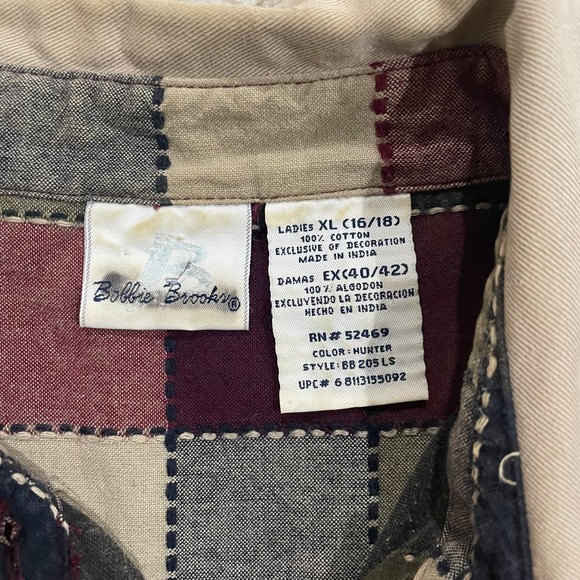 B
Bobbie Brooks®
LADIES XL (16/18)
100% COTTON
EXCLUSIVE OF DECORATION
MADE IN INDIA
DAMAS EX(40/42)
100% ALGODON
EXCLUYENDO LA DECORACION
HECHO EN INDIA
RN# 52469
COLOR: HUNTER
STYLE: BB 205 LS
UPC# 6 8113155092